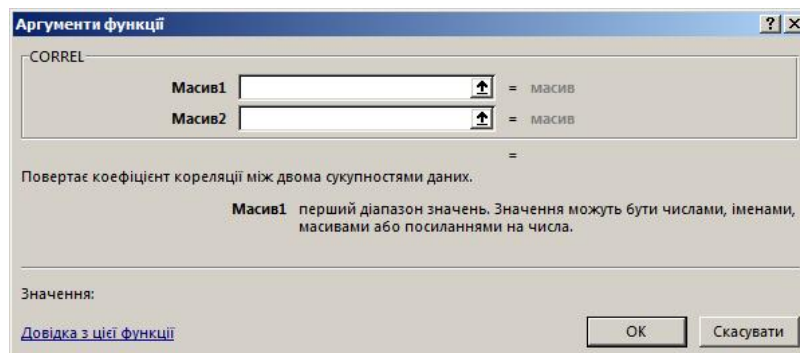 Аргументи функції
CORREL
Масив1 = масив
Масив2 = масив
=
Повертає коефіцієнт кореляції між двома сукупностями даних.
Масив1 перший діапазон значень. Значення можуть бути числами, іменами,
масивами або посиланнями на числа.
Значення:
Довідка з цієї функції
ОК
Скасувати